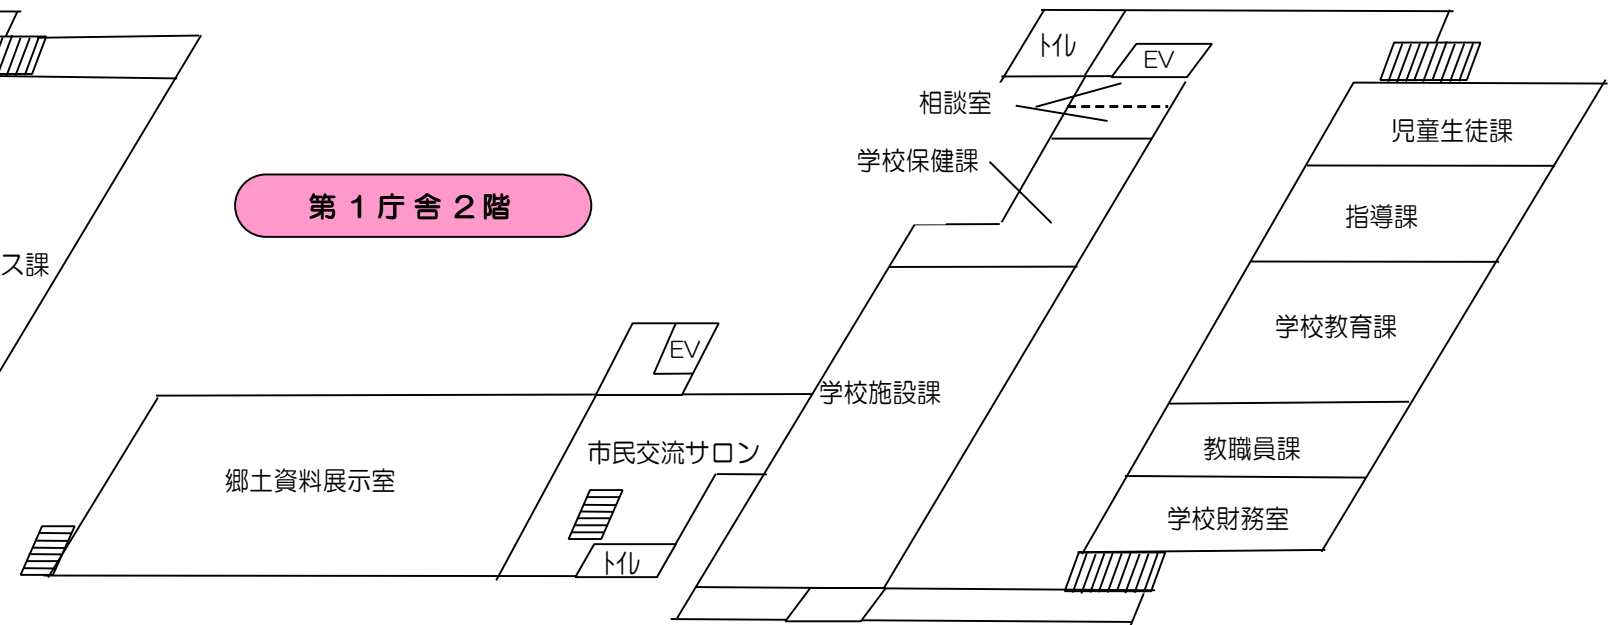 トイレ
EV
相談室
児童生徒課
学校保健課
第１庁舎２階
指導課
ス課
学校教育課
EV
学校施設課
市民交流サロン
教職員課
郷土資料展示室
学校財務室
トイレ